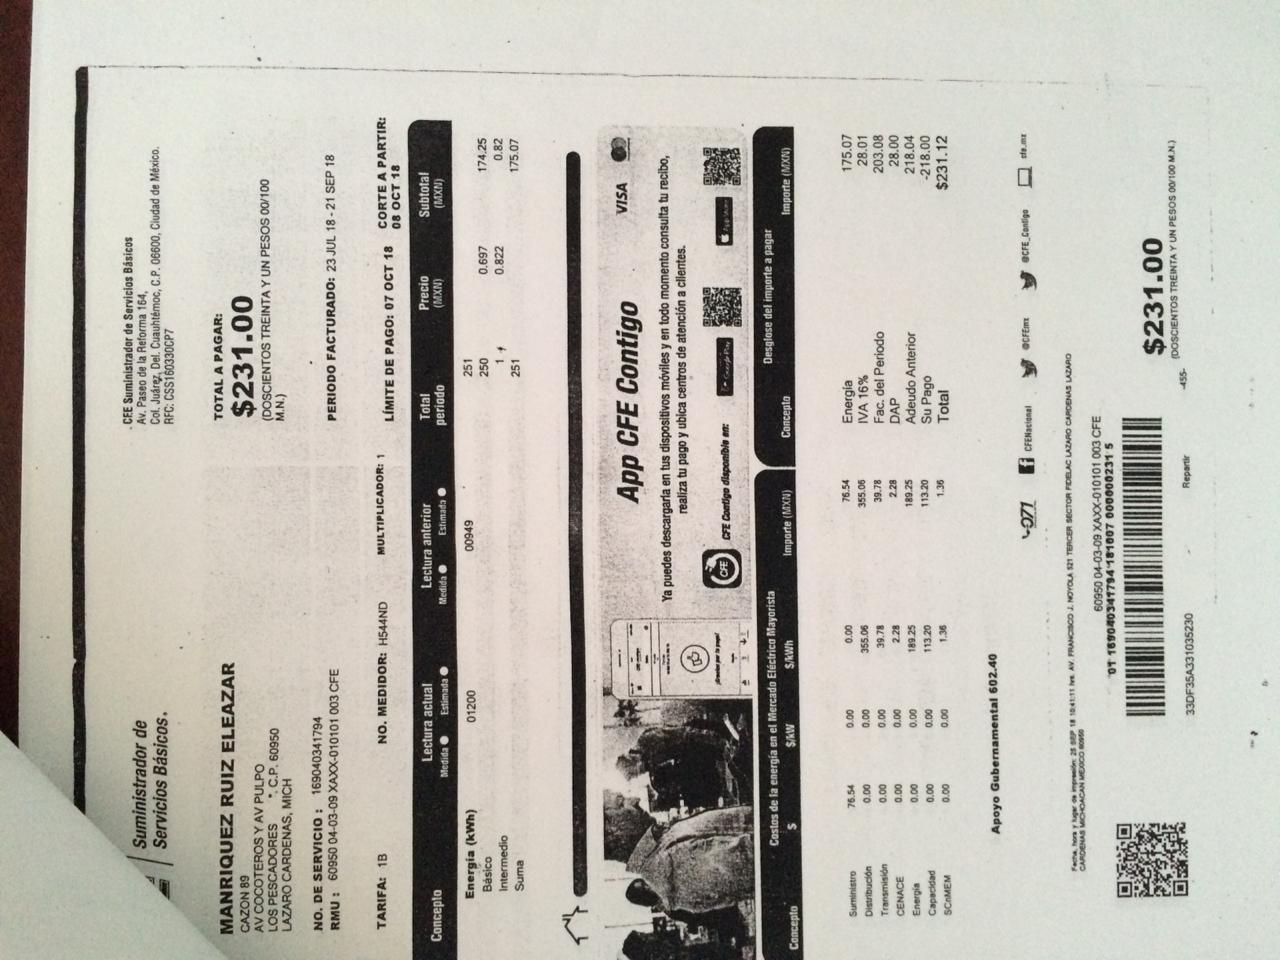 Suministrador de
Servicios Básicos.
CFE Suministrador de Servicios Básicos
Av. Paseo de la Reforma 164,
Col. Juárez, Del. Cuauhtémoc, C.P. 06600, Ciudad de México.
RFC: CSS160330CP7
MANRIQUEZ RUIZ ELEAZAR
CAZON 89
AV COCOTEROS Y AV PULPO
LOS PESCADORES *. C.P. 60950
LAZARO CARDENAS, MICH
TOTAL A PAGAR:
$231.00
(DOSCIENTOS TREINTA Y UN PESOS 00/100
M.N.)
NO. DE SERVICIO : 169040341794
RMU : 60950 04-03-09 XAXX-010101 003 CFE
PERIODO FACTURADO: 23 JUL 18 - 21 SEP 18
TARIFA: 1B NO. MEDIDOR: H544ND MULTIPLICADOR: 1
LÍMITE DE PAGO: 07 OCT 18 CORTE A PARTIR:
08 OCT 18
Concepto Lectura actual Lectura anterior Total periodo Precio (MXN) Subtotal (MXN)
Medida Estimada Medida Estimada
Energía (kWh) 01200 00949 251
Básico 250 0.697 174.25
Intermedio 1 0.822 0.82
Suma 251 175.07
App CFE Contigo VISA
Ya puedes descargarla en tus dispositivos móviles y en todo momento consulta tu recibo,
realiza tu pago y ubica centros de atención a clientes.
CFE CFE Contigo disponible en: Google Play App Store
Costos de la energía en el Mercado Eléctrico Mayorista
Concepto $ $/kW $/kWh Importe (MXN)
Suministro 76.54 0.00 0.00 76.54
Distribución 0.00 0.00 355.06 355.06
Transmisión 0.00 0.00 39.78 39.78
CENACE 0.00 0.00 2.28 2.28
Energía 0.00 0.00 189.25 189.25
Capacidad 0.00 0.00 113.20 113.20
SCnMEM 0.00 0.00 1.36 1.36
Desglose del importe a pagar
Concepto Importe (MXN)
Energía 175.07
IVA 16% 28.01
Fac. del Periodo 203.08
DAP 28.00
Adeudo Anterior 218.04
Su Pago -218.00
Total $231.12
Apoyo Gubernamental 602.40
071 CFENacional @CFEmx @CFE_Contigo cfe.mx
Fecha, hora y lugar de impresión: 25 SEP 18 10:41:11 hrs. AV. FRANCISCO J. NOYOLA 521 TERCER SECTOR FIDELAC LAZARO CARDENAS LAZARO
CARDENAS MICHOACAN MEXICO 60950
60950 04-03-09 XAXX-010101 003 CFE
01 169040341794 181007 000000231 5
33DF35A331035230 Repartir -455-
$231.00
(DOSCIENTOS TREINTA Y UN PESOS 00/100 M.N.)